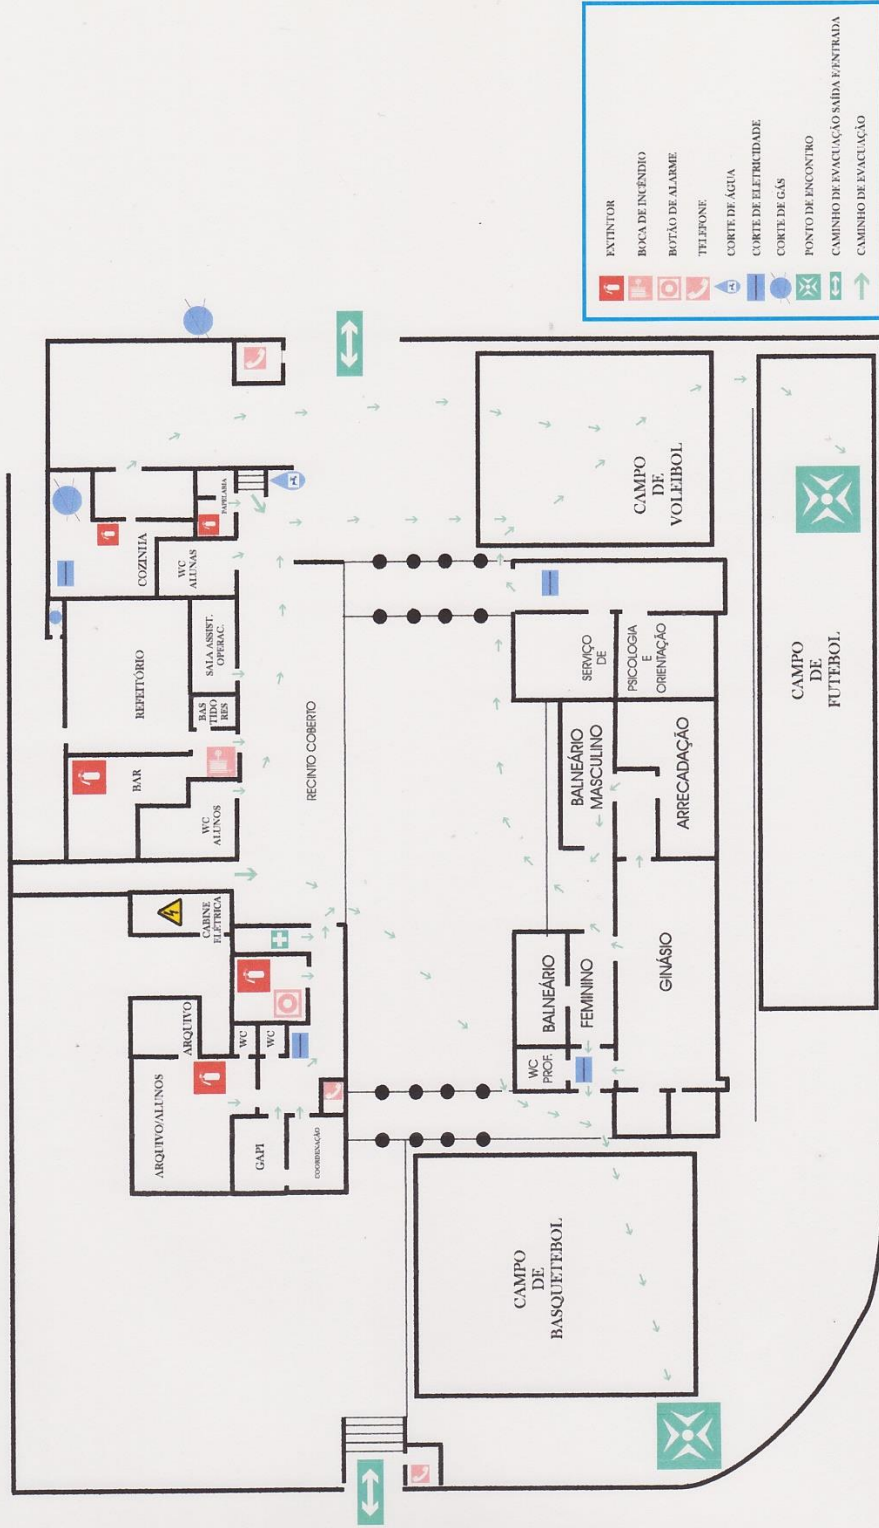 ARQUIVO/ALUNOS
ARQUIVO
CABINE
ELÉTRICA
WC
WC
GAPI
COORDENAÇÃO
BAR
WC
ALUNOS
REFEITÓRIO
BAS
TIDO
RES
SALA ASSIST.
OPERAC.
COZINHA
WC
ALUNAS
PAPELARIA
RECINTO COBERTO
CAMPO
DE
BASQUETEBOL
WC
PROF.
BALNEÁRIO
FEMININO
BALNEÁRIO
MASCULINO
SERVIÇO
DE
PSICOLOGIA
E
ORIENTAÇÃO
GINÁSIO
ARRECADAÇÃO
CAMPO
DE
VOLEIBOL
CAMPO
DE
FUTEBOL
EXTINTOR
BOCA DE INCÊNDIO
BOTÃO DE ALARME
TELEFONE
CORTE DE ÁGUA
CORTE DE ELETRICIDADE
CORTE DE GÁS
PONTO DE ENCONTRO
CAMINHO DE EVACUAÇÃO SAÍDA E/ENTRADA
CAMINHO DE EVACUAÇÃO